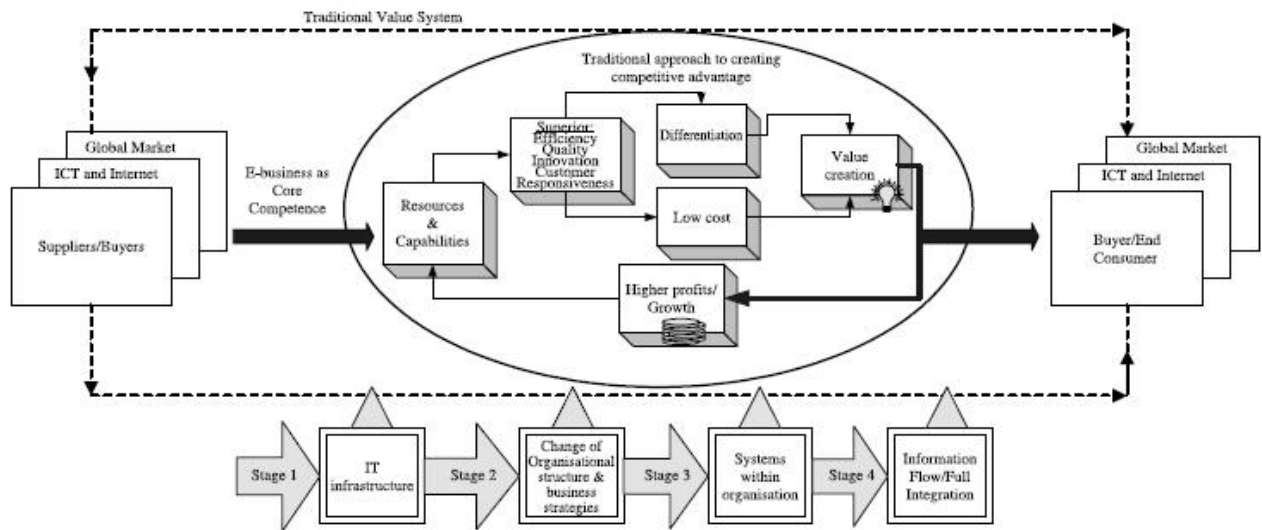 Traditional Value System
Traditional approach to creating
competitive advantage
Global Market
ICT and Internet
Suppliers/Buyers
E-business as
Core
Competence
Resources
&
Capabilities
Superior:
Efficiency
Quality
Innovation
Customer
Responsiveness
Differentiation
Low cost
Value
creation
Higher profits/
Growth
Global Market
ICT and Internet
Buyer/End
Consumer
Stage 1
IT
infrastructure
Stage 2
Change of
Organisational
structure &
business
strategies
Stage 3
Systems
within
organisation
Stage 4
Information
Flow/Full
Integration